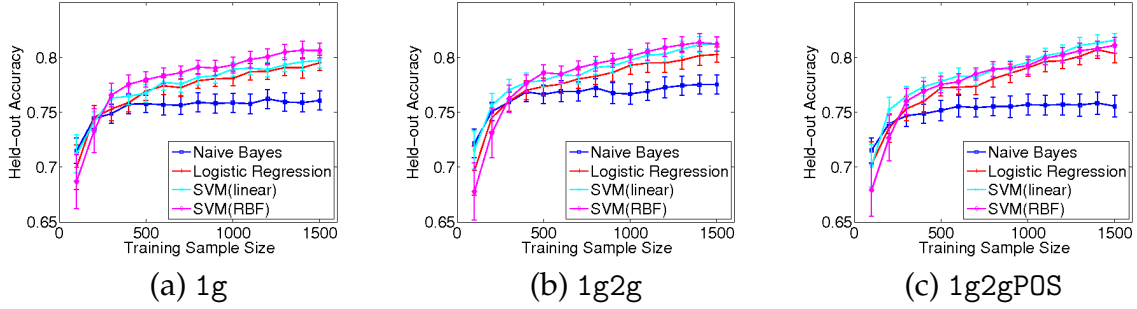 Held-out Accuracy
0.8
0.75
0.7
0.65
0
500
1000
1500
Training Sample Size
Naive Bayes
Logistic Regression
SVM(linear)
SVM(RBF)
(a) 1g
Held-out Accuracy
0.8
0.75
0.7
0.65
0
500
1000
1500
Training Sample Size
Naive Bayes
Logistic Regression
SVM(linear)
SVM(RBF)
(b) 1g2g
Held-out Accuracy
0.8
0.75
0.7
0.65
0
500
1000
1500
Training Sample Size
Naive Bayes
Logistic Regression
SVM(linear)
SVM(RBF)
(c) 1g2gPOS